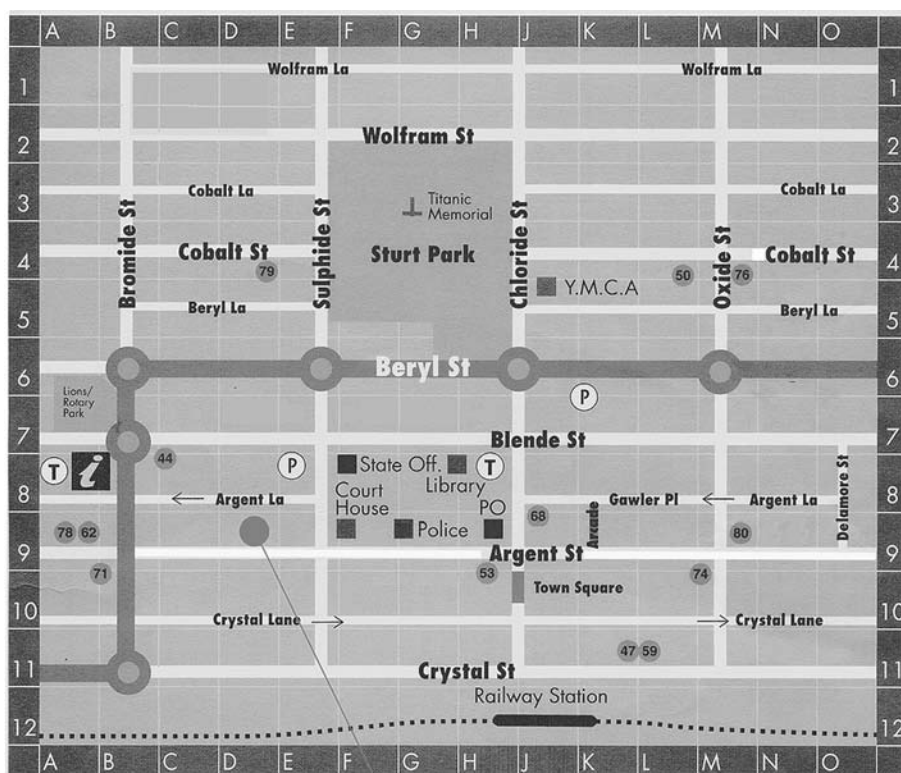 A B C D E F G H J K L M N O
1 Wolfram La Wolfram La 1
2 Wolfram St 2
Cobalt La Titanic Cobalt La
3 Memorial 3
Bromide St
Sulphide St
Chloride St
Oxide St
4 Cobalt St Sturt Park Cobalt St 4
79 50 76
Y.M.C.A
5 Beryl La Beryl La 5
6 Beryl St 6
Lions/
Rotary
Park
P
7 Blende St 7
T i 44 P State Off. T
Library
8 Argent La Court Gawler Pl Argent La 8
House PO
Delamore St
Arcade
78 62 Police 68 80
9 Argent St 9
71 53 74
Town Square
10 Crystal Lane Crystal Lane 10
47 59
11 Crystal St 11
Railway Station
12 12
A B C D E F G H J K L M N O